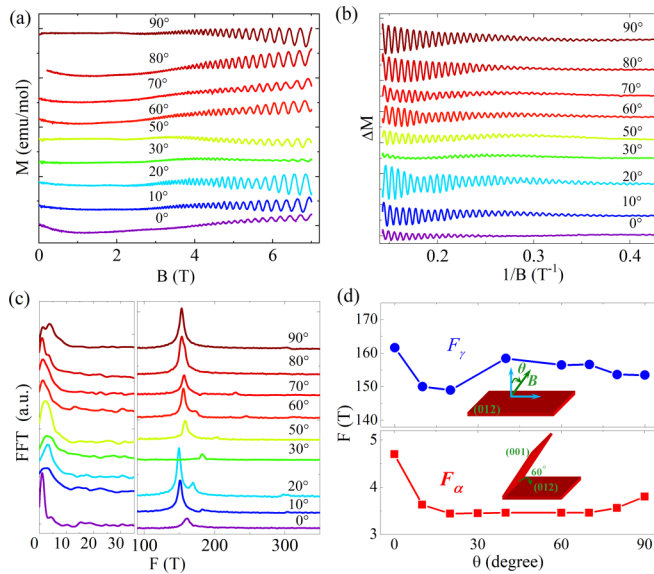 (a)
90°
80°
70°
60°
50°
30°
20°
10°
0°
M (emu/mol)
0 2 4 6
B (T)
(b)
90°
80°
70°
60°
50°
30°
20°
10°
0°
ΔM
0.2 0.3 0.4
1/B (T⁻¹)
(c)
90°
80°
70°
60°
50°
30°
20°
10°
0°
FFT (a.u.)
0 10 20 30 100 200 300
F (T)
(d)
170
160
150
140
Fγ
θ
B
(012)
F (T)
5
4
3
Fα
(001)
60°
(012)
0 30 60 90
θ (degree)